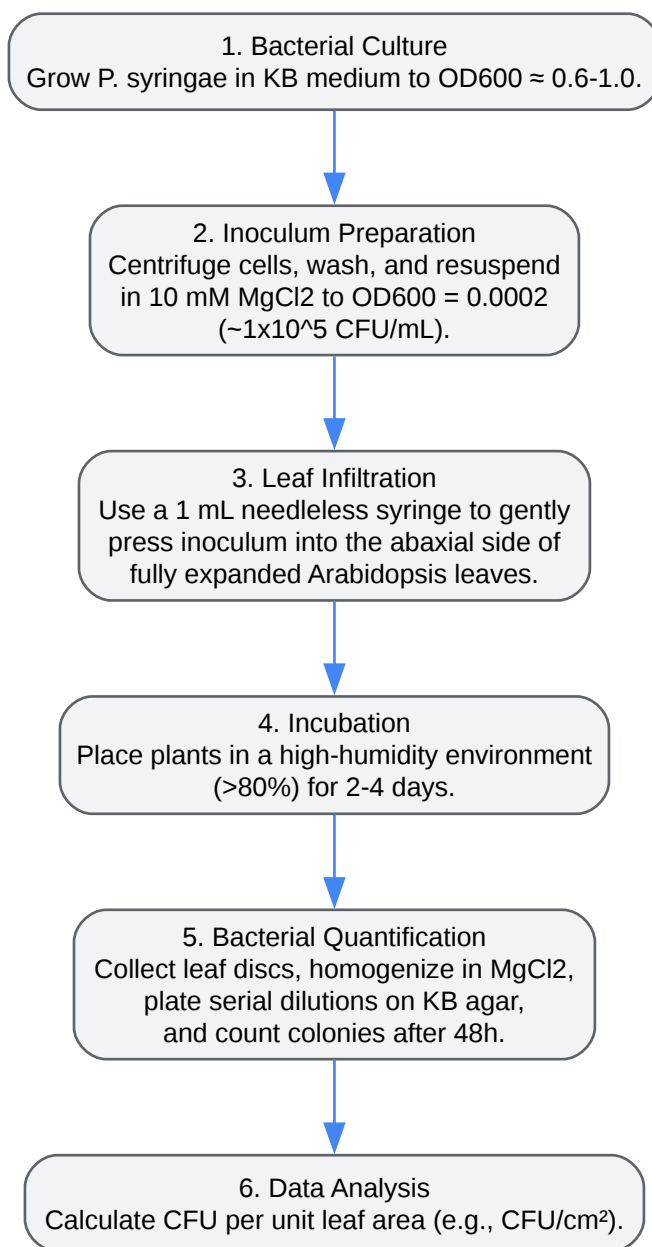 1. Bacterial Culture
Grow P. syringae in KB medium to OD600 ≈ 0.6-1.0.
2. Inoculum Preparation
Centrifuge cells, wash, and resuspend
in 10 mM MgCl2 to OD600 = 0.0002
(~1x10^5 CFU/mL).
3. Leaf Infiltration
Use a 1 mL needleless syringe to gently
press inoculum into the abaxial side of
fully expanded Arabidopsis leaves.
4. Incubation
Place plants in a high-humidity environment
(>80%) for 2-4 days.
5. Bacterial Quantification
Collect leaf discs, homogenize in MgCl2,
plate serial dilutions on KB agar,
and count colonies after 48h.
6. Data Analysis
Calculate CFU per unit leaf area (e.g., CFU/cm²).